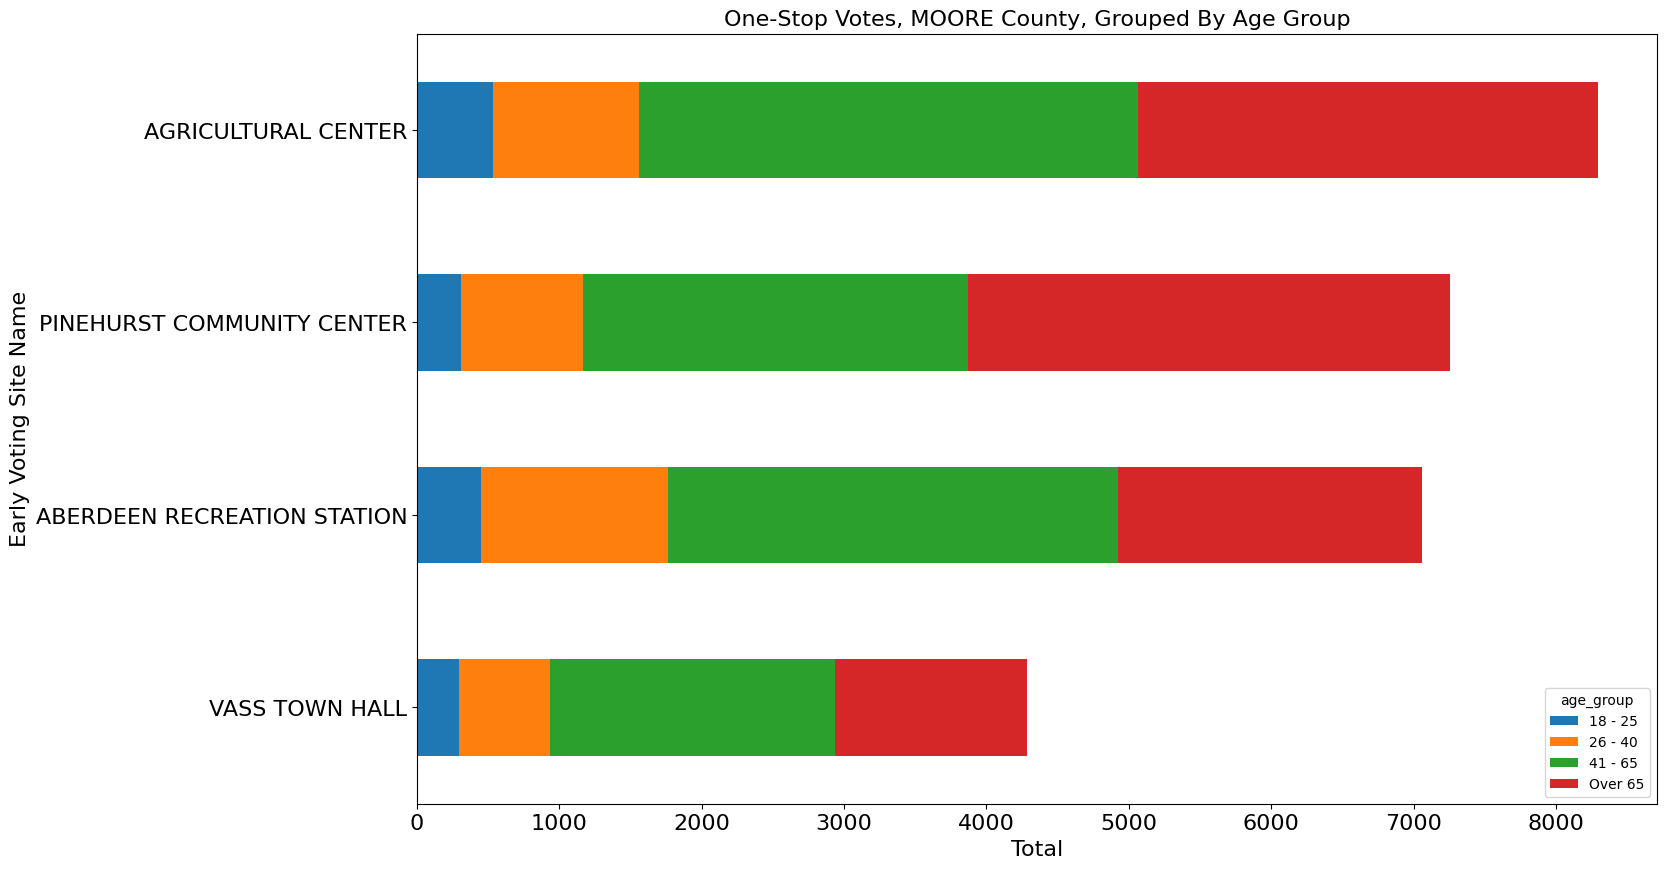 One-Stop Votes, MOORE County, Grouped By Age Group
Early Voting Site Name
AGRICULTURAL CENTER
PINEHURST COMMUNITY CENTER
ABERDEEN RECREATION STATION
VASS TOWN HALL
age_group
18 - 25
26 - 40
41 - 65
Over 65
0 1000 2000 3000 4000 5000 6000 7000 8000
Total